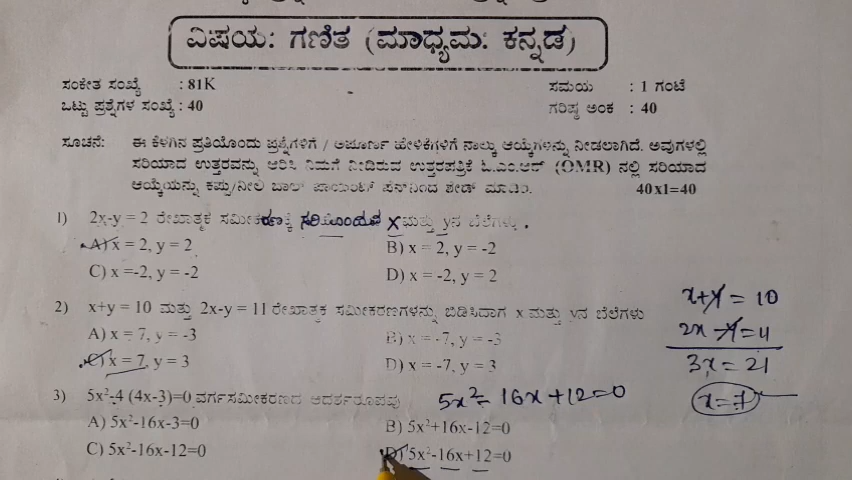 ವಿಷಯ: ಗಣಿತ (ಮಾಧ್ಯಮ: ಕನ್ನಡ)
ಸಂಕೇತ ಸಂಖ್ಯೆ : 81K ಸಮಯ : 1 ಗಂಟೆ
ಒಟ್ಟು ಪ್ರಶ್ನೆಗಳ ಸಂಖ್ಯೆ : 40 ಗರಿಷ್ಠ ಅಂಕ : 40
ಸೂಚನೆ: ಈ ಕೆಳಗಿನ ಪ್ರತಿಯೊಂದು ಪ್ರಶ್ನೆಗಳಿಗೆ / ಅಪೂರ್ಣ ಹೇಳಿಕೆಗಳಿಗೆ ನಾಲ್ಕು ಆಯ್ಕೆಗಳನ್ನು ನೀಡಲಾಗಿದೆ. ಅವುಗಳಲ್ಲಿ
ಸರಿಯಾದ ಉತ್ತರವನ್ನು ಆರಿಸಿ ನಿಮಗೆ ನೀಡಿರುವ ಉತ್ತರಪತ್ರಿಕೆ ಓ.ಎಂ.ಆರ್ (OMR) ನಲ್ಲಿ ಸರಿಯಾದ
ಆಯ್ಕೆಯನ್ನು ಕಪ್ಪು/ನೀಲಿ ಬಾಲ್ ಪಾಯಿಂಟ್ ಪೆನ್‌ನಿಂದ ಶೇಡ್ ಮಾಡಿ. 40x1=40
1) 2x-y = 2 ರೇಖಾತ್ಮಕ ಸಮೀಕರಣಕ್ಕೆ ಸರಿಹೊಂದುವ x ಮತ್ತು yನ ಬೆಲೆಗಳು.
A) x = 2, y = 2 B) x = 2, y = -2
C) x =-2, y = -2 D) x = -2, y = 2
2) x+y = 10 ಮತ್ತು 2x-y = 11 ರೇಖಾತ್ಮಕ ಸಮೀಕರಣಗಳನ್ನು ಬಿಡಿಸಿದಾಗ x ಮತ್ತು yನ ಬೆಲೆಗಳು
A) x = 7, y = -3 B) x = -7, y = -3
C) x = 7, y = 3 D) x = -7, y = 3
x+y = 10
2x -y = 11
3x = 21
x = 7
3) 5x²-4 (4x-3)=0 ವರ್ಗಸಮೀಕರಣದ ಆದರ್ಶರೂಪವು 5x² - 16x + 12 = 0
A) 5x²-16x-3=0 B) 5x²+16x-12=0
C) 5x²-16x-12=0 D) 5x²-16x+12=0